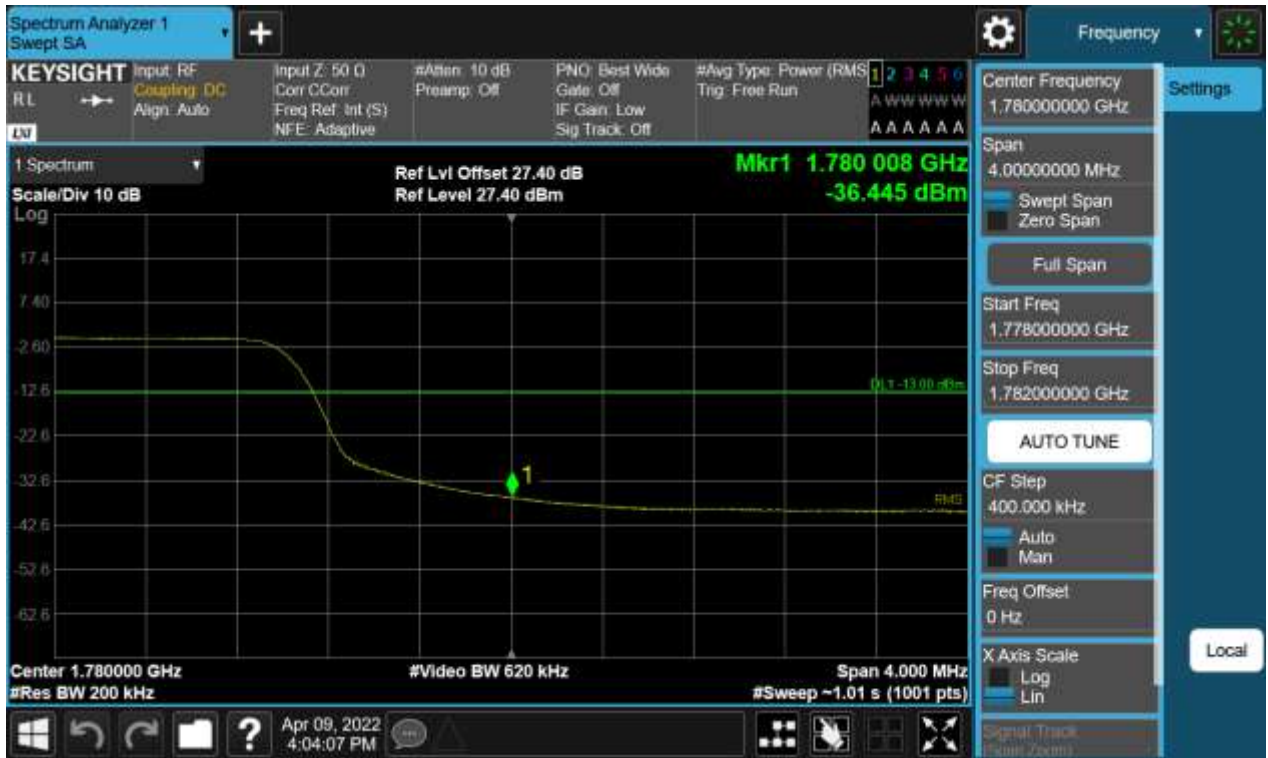 Spectrum Analyzer 1
Swept SA
+
Frequency
KEYSIGHT
RL
LXI
Input: RF
Coupling: DC
Align: Auto
Input Z: 50 Ω
Corr CCorr
Freq Ref: Int (S)
NFE: Adaptive
#Atten: 10 dB
Preamp: Off
PNO: Best Wide
Gate: Off
IF Gain: Low
Sig Track: Off
#Avg Type: Power (RMS
Trig: Free Run
1 2 3 4 5 6
A W W W W W
A A A A A A
1 Spectrum
Scale/Div 10 dB
Log
Ref Lvl Offset 27.40 dB
Ref Level 27.40 dBm
Mkr1 1.780 008 GHz
-36.445 dBm
17.4
7.40
-2.60
-12.6
-22.6
-32.6
-42.6
-52.6
-62.6
DL1 -13.00 dBm
1
RMS
Center 1.780000 GHz
#Video BW 620 kHz
Span 4.000 MHz
#Res BW 200 kHz
#Sweep ~1.01 s (1001 pts)
Center Frequency
1.780000000 GHz
Settings
Span
4.00000000 MHz
Swept Span
Zero Span
Full Span
Start Freq
1.778000000 GHz
Stop Freq
1.782000000 GHz
AUTO TUNE
CF Step
400.000 kHz
Auto
Man
Freq Offset
0 Hz
X Axis Scale
Log
Lin
Local
Signal Track
(Span Zoom)
?
Apr 09, 2022
4:04:07 PM